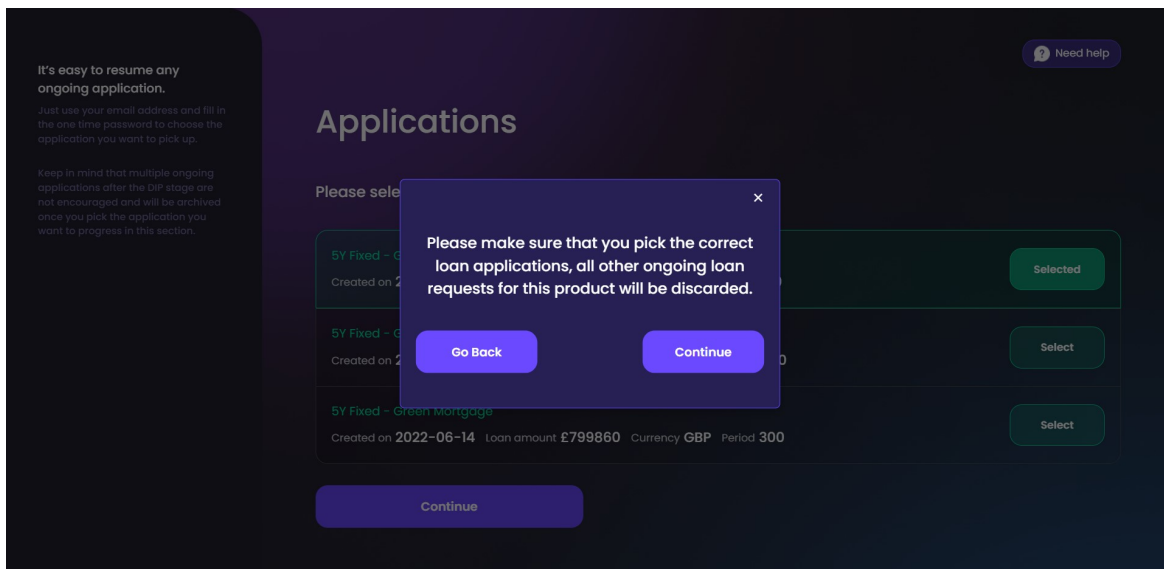 Need help
It's easy to resume any
ongoing application.
Just use your email address and fill in
the one time password to choose the
application you want to pick up.
Keep in mind that multiple ongoing
applications after the DIP stage are
not encouraged and will be archived
once you pick the application you
want to progress in this section.
Applications
Please sele
×
Please make sure that you pick the correct
loan applications, all other ongoing loan
requests for this product will be discarded.
Go Back
Continue
5Y Fixed - G
Created on 2
Selected
5Y Fixed - G
Created on 2 0
Select
5Y Fixed - Green Mortgage
Created on 2022-06-14 Loan amount £799860 Currency GBP Period 300
Select
Continue